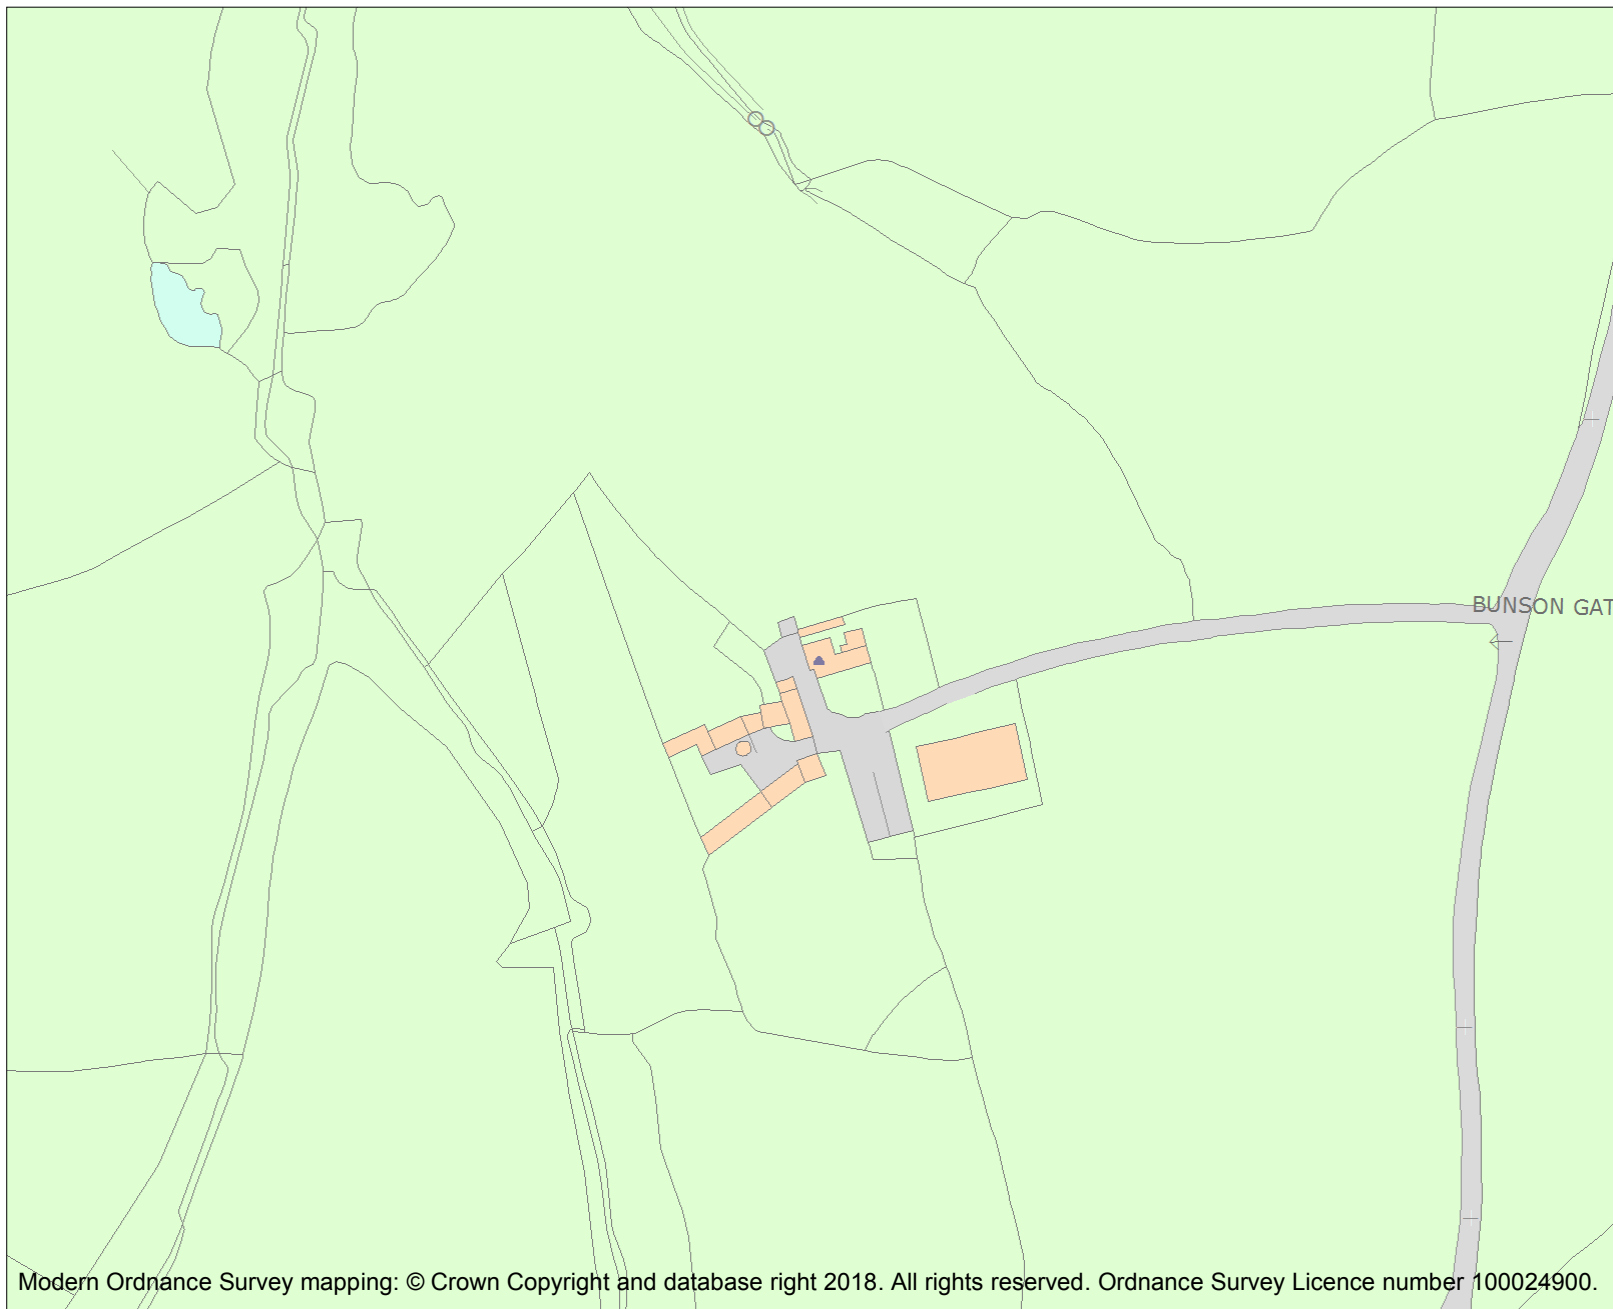 BUNSON GAT
Modern Ordnance Survey mapping: © Crown Copyright and database right 2018. All rights reserved. Ordnance Survey Licence number 100024900.